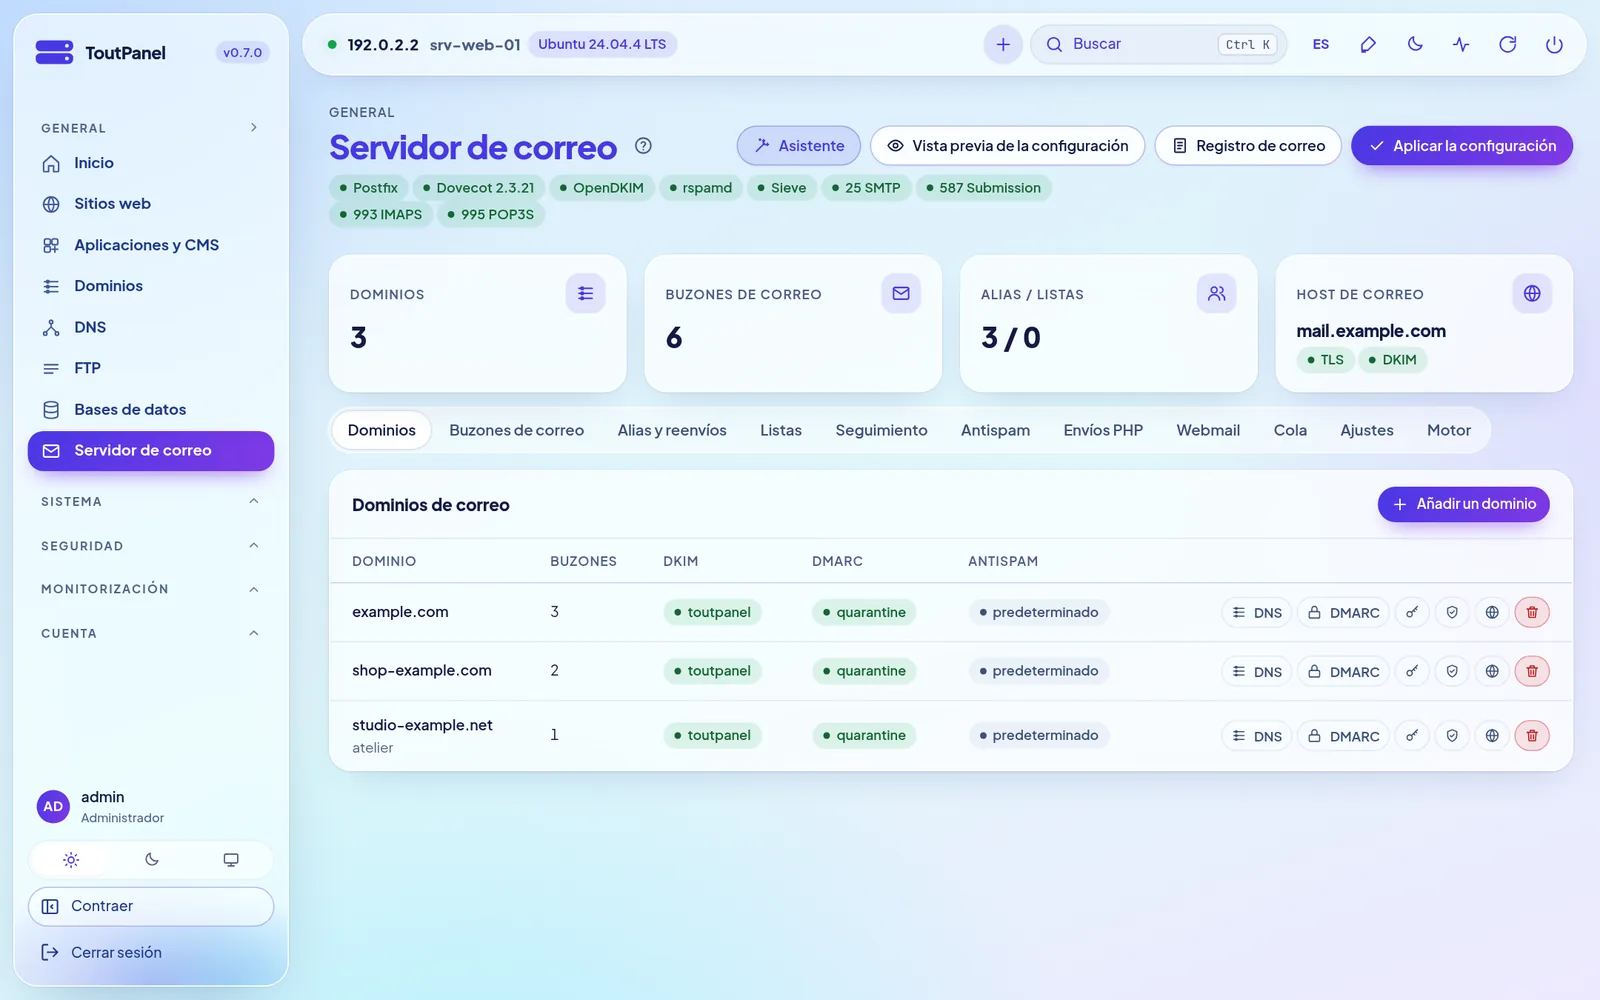 ToutPanel v0.7.0
GENERAL
Inicio
Sitios web
Aplicaciones y CMS
Dominios
DNS
FTP
Bases de datos
Servidor de correo
SISTEMA
SEGURIDAD
MONITORIZACIÓN
CUENTA
AD admin
Administrador
Contraer
Cerrar sesión
192.0.2.2 srv-web-01 Ubuntu 24.04.4 LTS
Buscar Ctrl K
ES
GENERAL
Servidor de correo
Asistente
Vista previa de la configuración
Registro de correo
Aplicar la configuración
Postfix Dovecot 2.3.21 OpenDKIM rspamd Sieve 25 SMTP 587 Submission
993 IMAPS 995 POP3S
DOMINIOS
3
BUZONES DE CORREO
6
ALIAS / LISTAS
3 / 0
HOST DE CORREO
mail.example.com
TLS DKIM
Dominios Buzones de correo Alias y reenvíos Listas Seguimiento Antispam Envíos PHP Webmail Cola Ajustes Motor
Dominios de correo
Añadir un dominio
DOMINIO BUZONES DKIM DMARC ANTISPAM
example.com 3 toutpanel quarantine predeterminado DNS DMARC
shop-example.com 2 toutpanel quarantine predeterminado DNS DMARC
studio-example.net 1 toutpanel quarantine predeterminado DNS DMARC
atelier